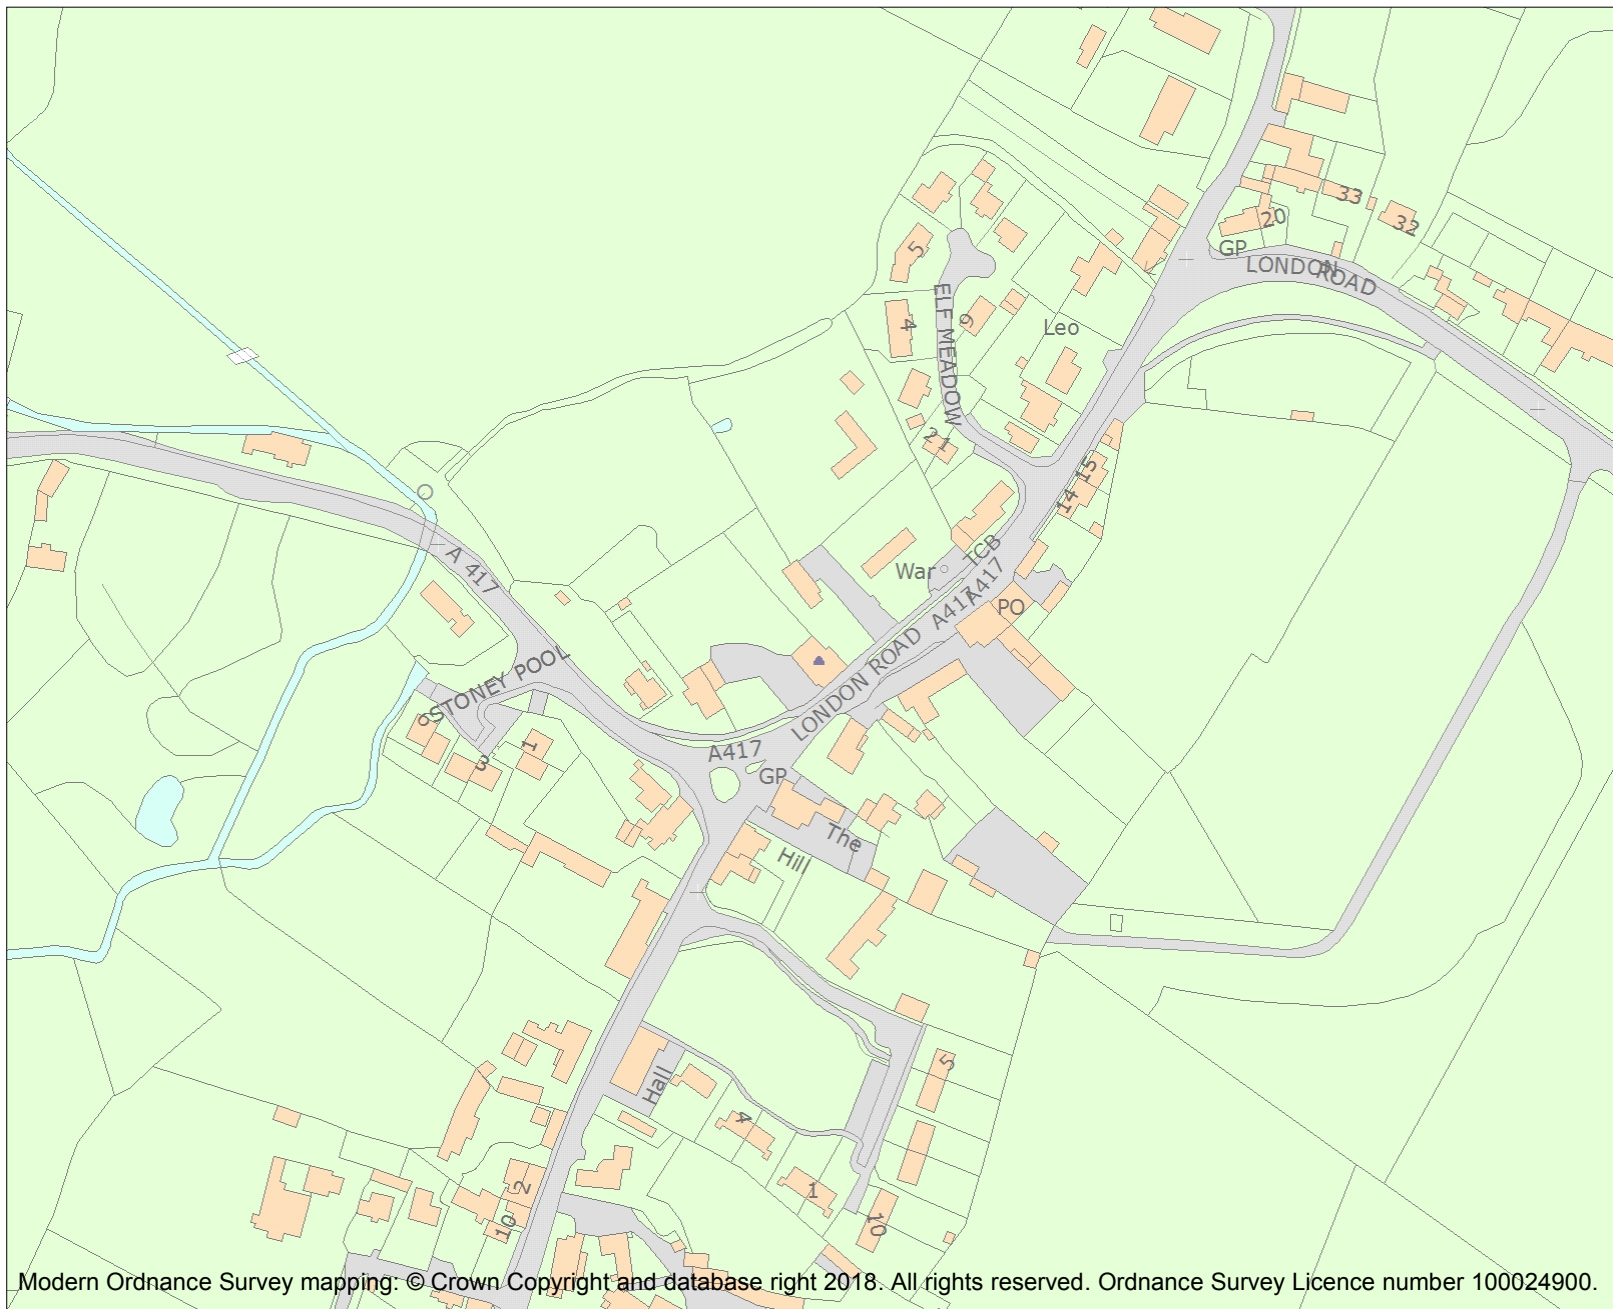 33
20
32
GP
LONDON ROAD
5
ELF MEADOW
4
9
Leo
21
15
14
TCB
War
A417
A417
PO
A 417
LONDON ROAD
STONEY POOL
6
1
3
A417
GP
The
Hill
Hall
5
4
1
2
10
10
Modern Ordnance Survey mapping: © Crown Copyright and database right 2018. All rights reserved. Ordnance Survey Licence number 100024900.